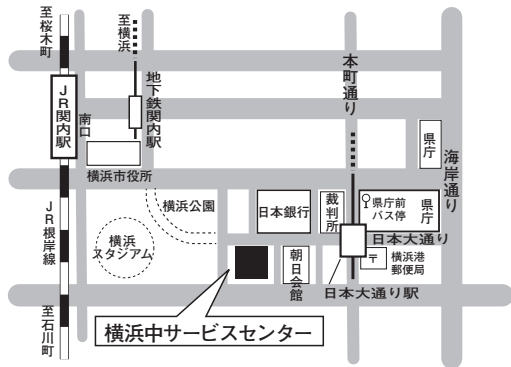 至桜木町
至横浜
JR関内駅
南口
地下鉄関内駅
横浜市役所
本町通り
県庁
海岸通り
JR根岸線
横浜公園
横浜
スタジアム
日本銀行
裁判所
県庁前
バス停
県庁
日本大通り
朝日会館
〒
横浜港
郵便局
日本大通り駅
至石川町
横浜中サービスセンター